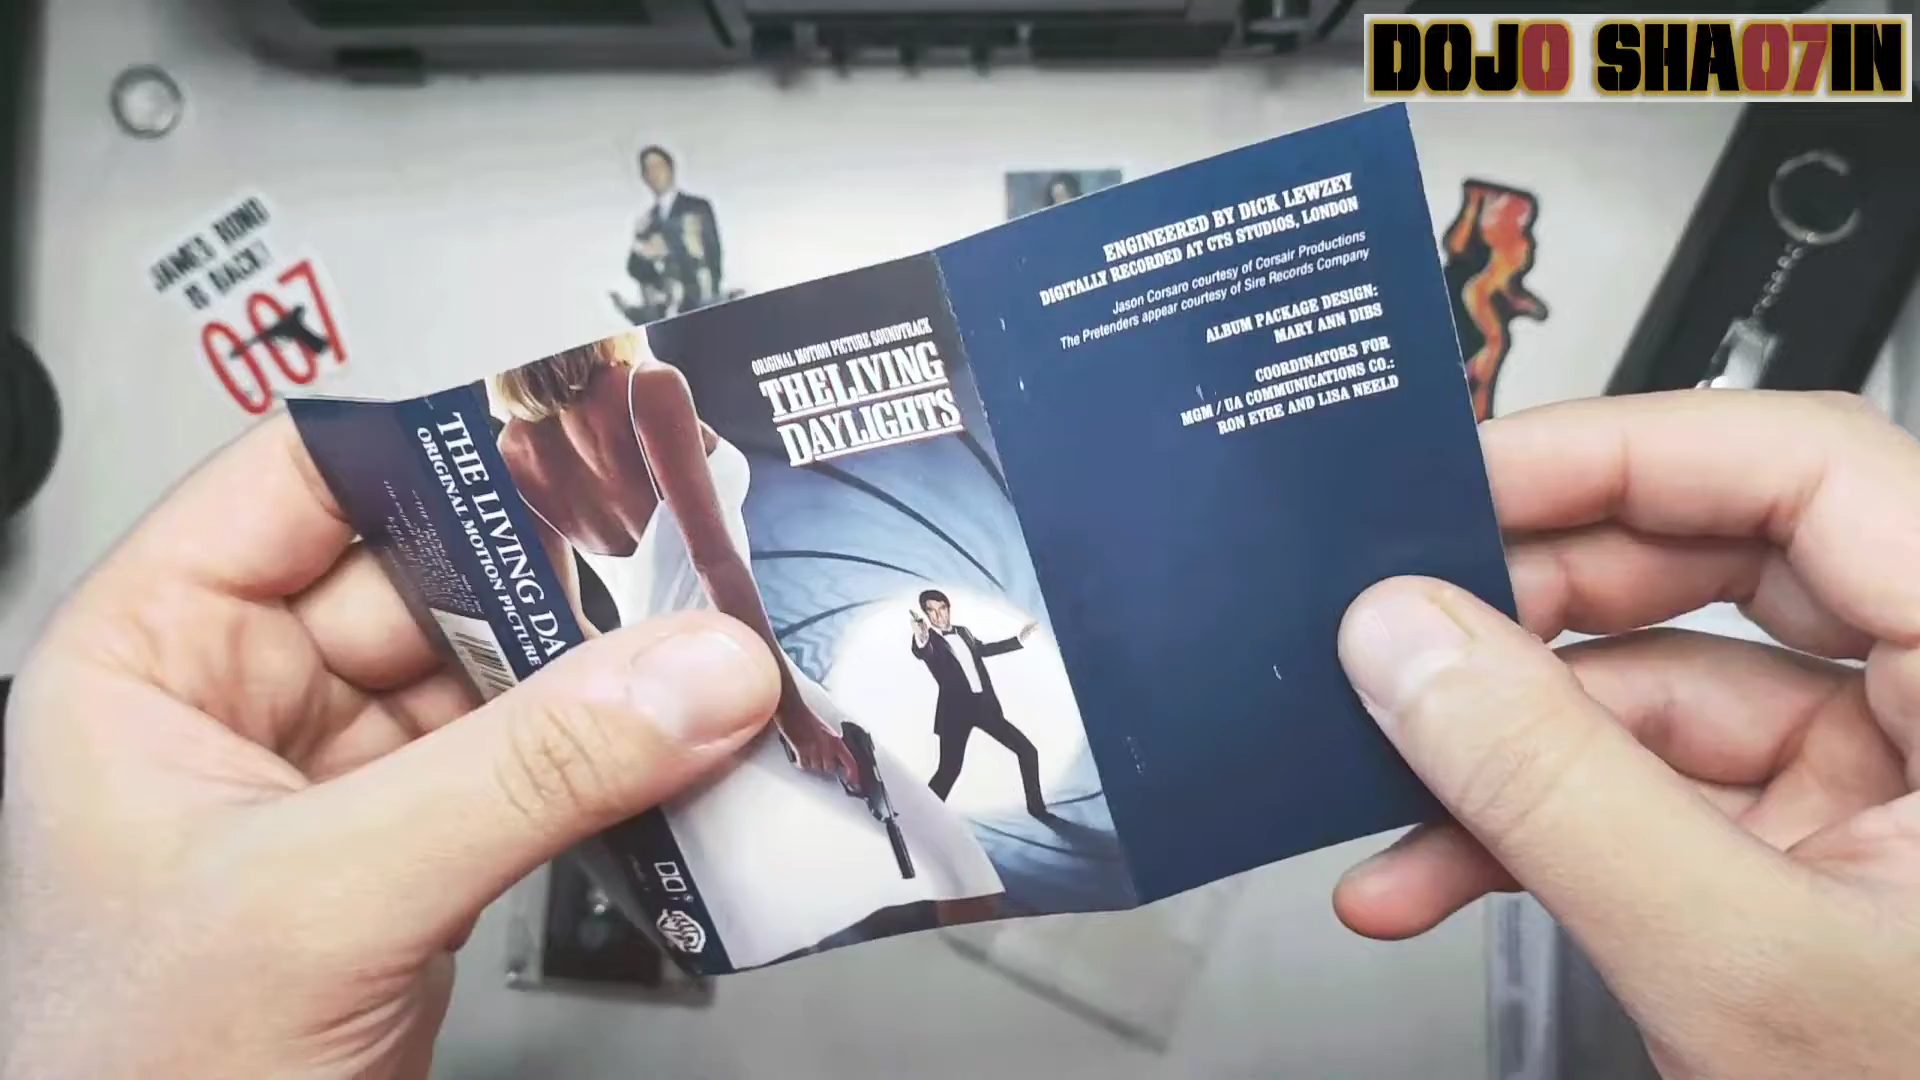 DOJO SHAO7IN
JAMES BOND
IS BACK!
007
ENGINEERED BY DICK LEWZEY
DIGITALLY RECORDED AT CTS STUDIOS, LONDON
Jason Corsaro courtesy of Corsair Productions
The Pretenders appear courtesy of Sire Records Company
ALBUM PACKAGE DESIGN:
MARY ANN DIBS
COORDINATORS FOR
MGM / UA COMMUNICATIONS CO.:
RON EYRE AND LISA NEELD
ORIGINAL MOTION PICTURE SOUNDTRACK
THE LIVING
DAYLIGHTS
THE LIVING DA
ORIGINAL MOTION PICTURE